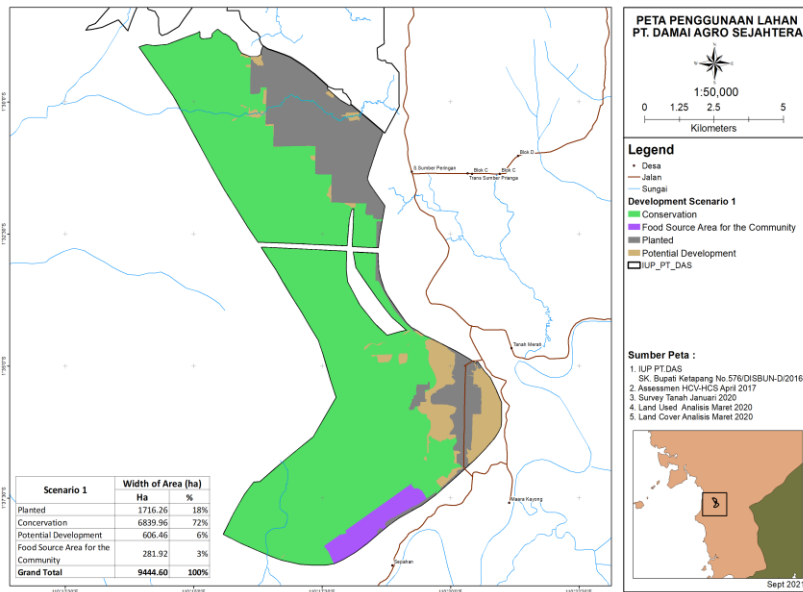 PETA PENGGUNAAN LAHAN
PT. DAMAI AGRO SEJAHTERA
1:50,000
0 1.25 2.5 5
Kilometers
Legend
Desa
Jalan
Sungai
Development Scenario 1
Conservation
Food Source Area for the Community
Planted
Potential Development
IUP_PT_DAS
Sumber Peta :
1. IUP PT.DAS
SK. Bupati Ketapang No.576/DISBUN-D/2016
2. Assessmen HCV-HCS April 2017
3. Survey Tanah Januari 2020
4. Land Used Analisis Maret 2020
5. Land Cover Analisis Maret 2020
Sept 2021
Blok D
S.Sumber Peringan
Blok C
Blok C
Trans Sumber Prianga
Tanah Merah
Muara Kayong
Scenario 1 Width of Area (ha)
Ha %
Planted 1716.26 18%
Conservation 6839.96 72%
Potential Development 606.46 6%
Food Source Area for the
Community 281.92 3%
Grand Total 9444.60 100%